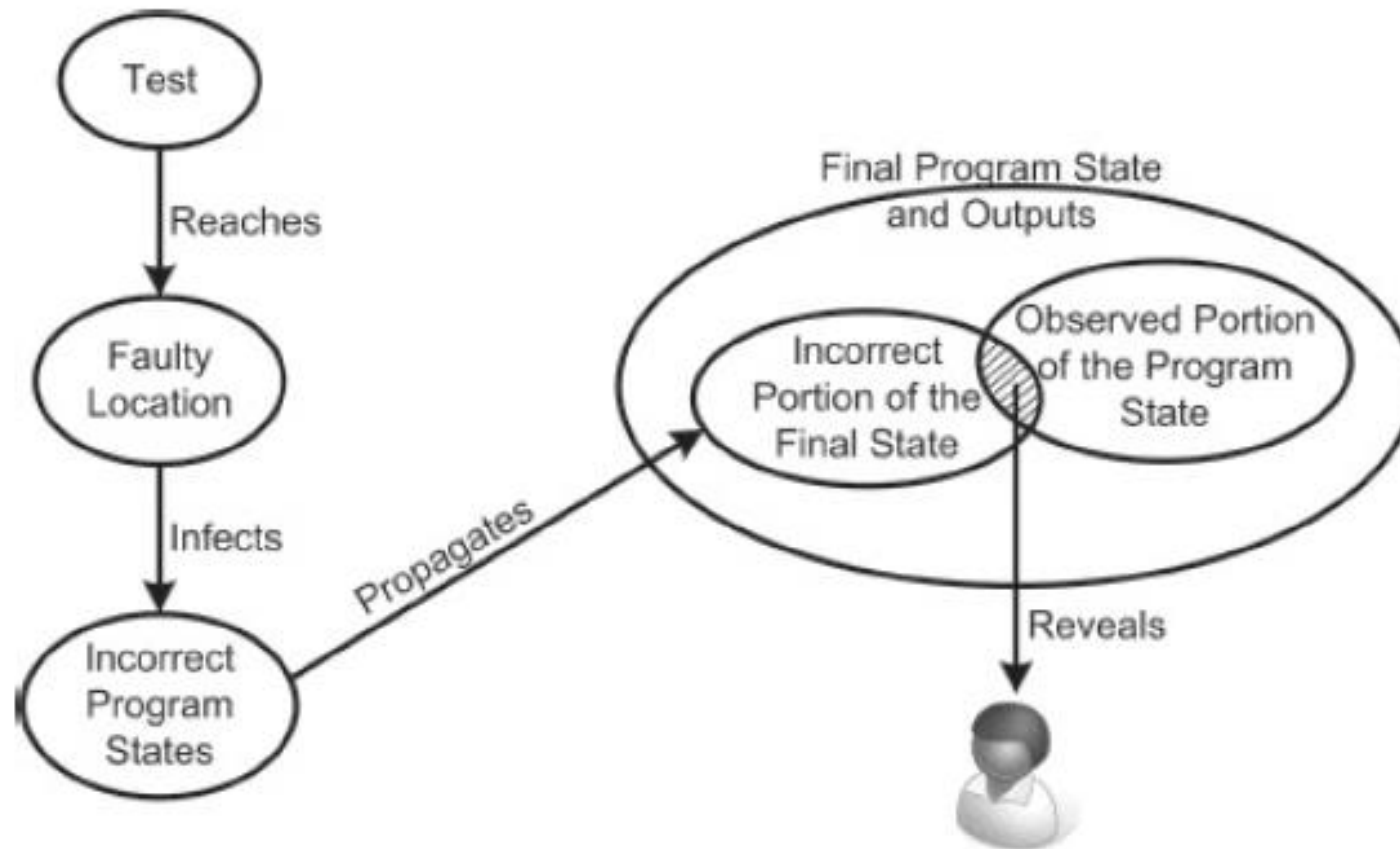 Test
Reaches
Faulty
Location
Infects
Incorrect
Program
States
Propagates
Final Program State
and Outputs
Incorrect
Portion of the
Final State
Observed Portion
of the Program
State
Reveals